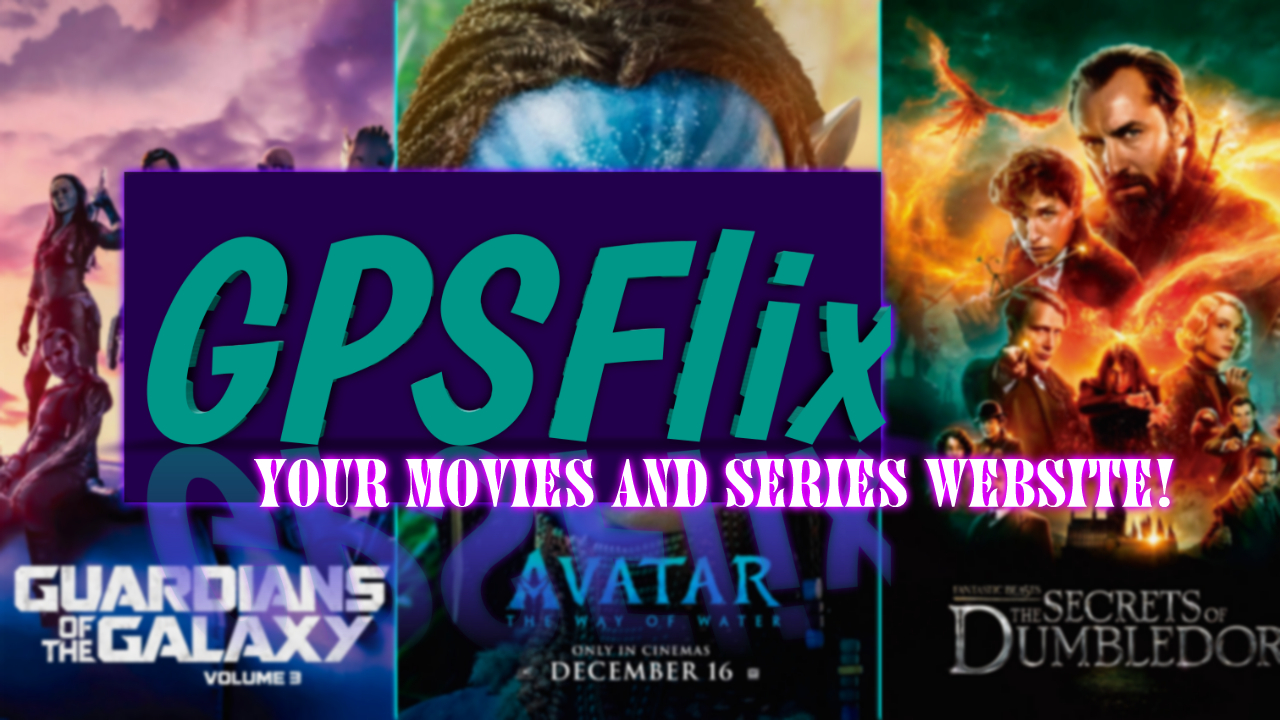 GPSFlix
YOUR MOVIES AND SERIES WEBSITE!
GUARDIANS
OF
THE GALAXY
VOLUME 3
AVATAR
THE WAY OF WATER
ONLY IN CINEMAS
DECEMBER 16
FANTASTIC BEASTS
THE SECRETS OF
DUMBLEDOR